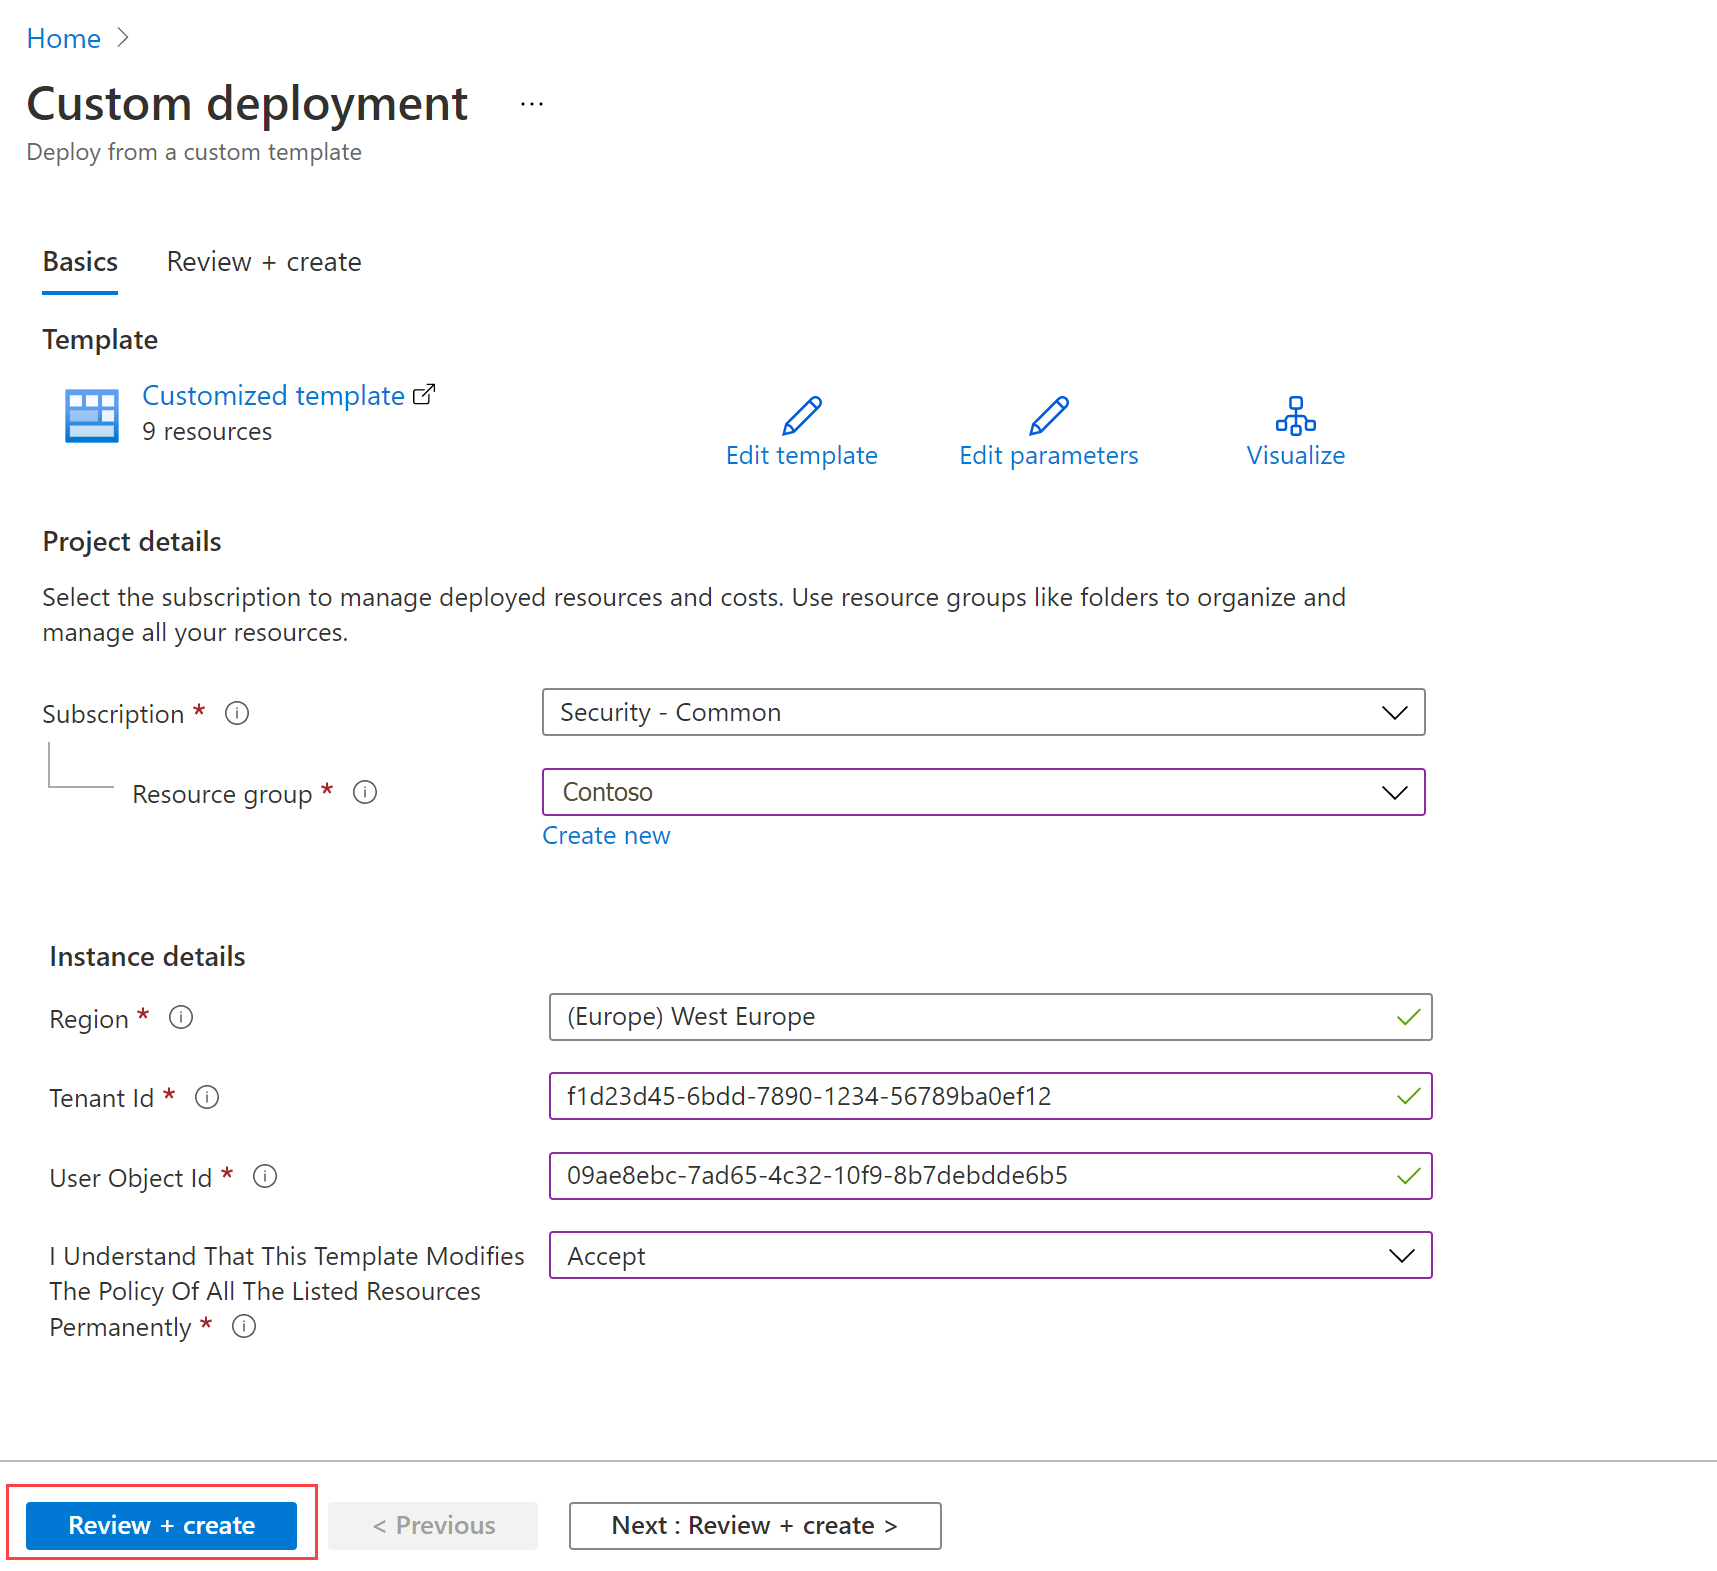 Home
Custom deployment ...
Deploy from a custom template
Basics Review + create
Template
Customized template
9 resources
Edit template Edit parameters Visualize
Project details
Select the subscription to manage deployed resources and costs. Use resource groups like folders to organize and
manage all your resources.
Subscription * Security - Common
Resource group * Contoso
Create new
Instance details
Region * (Europe) West Europe
Tenant Id * f1d23d45-6bdd-7890-1234-56789ba0ef12
User Object Id * 09ae8ebc-7ad65-4c32-10f9-8b7debdde6b5
I Understand That This Template Modifies Accept
The Policy Of All The Listed Resources
Permanently *
Review + create < Previous Next : Review + create >